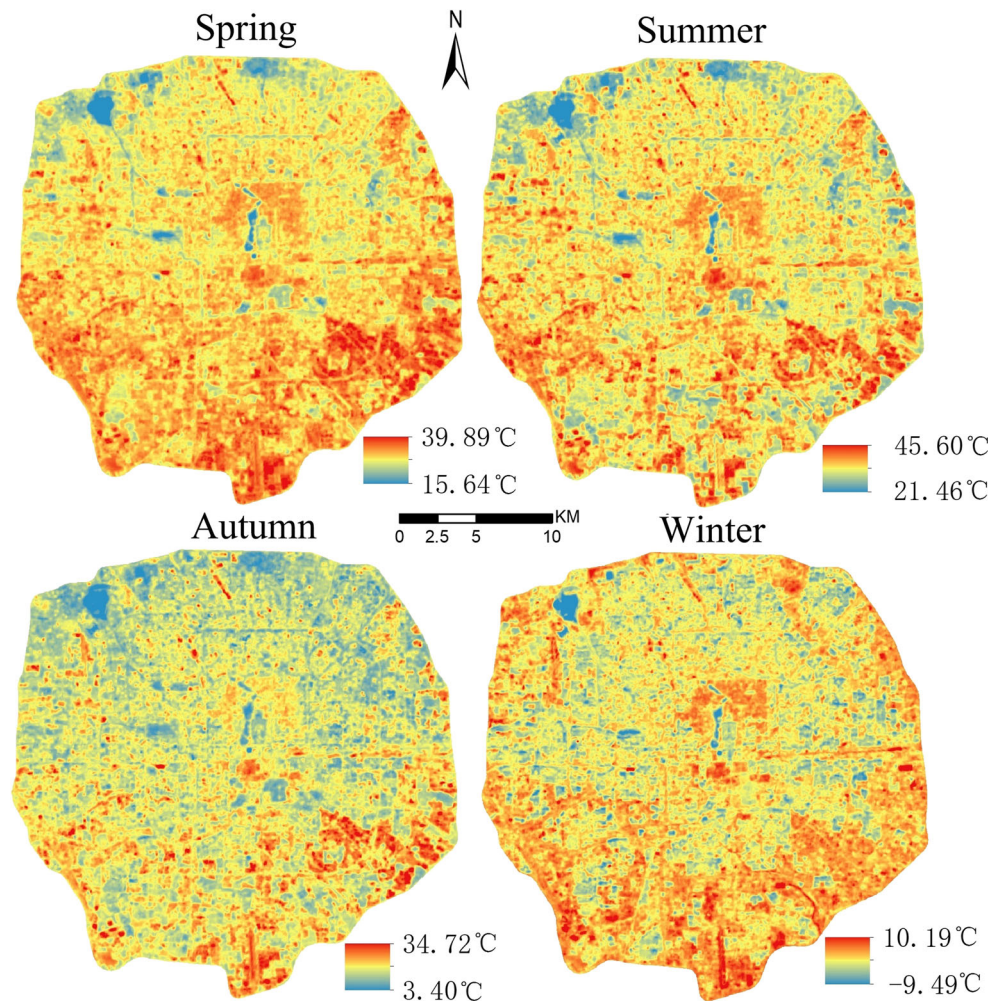 Spring
N
Summer
39.89℃
15.64℃
45.60℃
21.46℃
Autumn
KM
0 2.5 5 10
Winter
34.72℃
3.40℃
10.19℃
-9.49℃